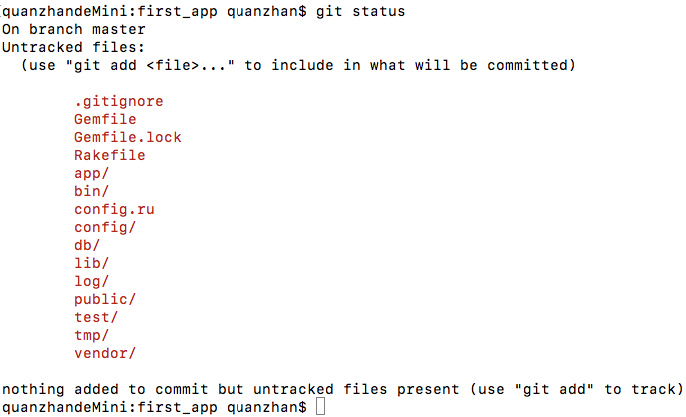 quanzhandeMini:first_app quanzhan$ git status
On branch master
Untracked files:
  (use "git add <file>..." to include in what will be committed)

        .gitignore
        Gemfile
        Gemfile.lock
        Rakefile
        app/
        bin/
        config.ru
        config/
        db/
        lib/
        log/
        public/
        test/
        tmp/
        vendor/

nothing added to commit but untracked files present (use "git add" to track)
quanzhandeMini:first_app quanzhan$